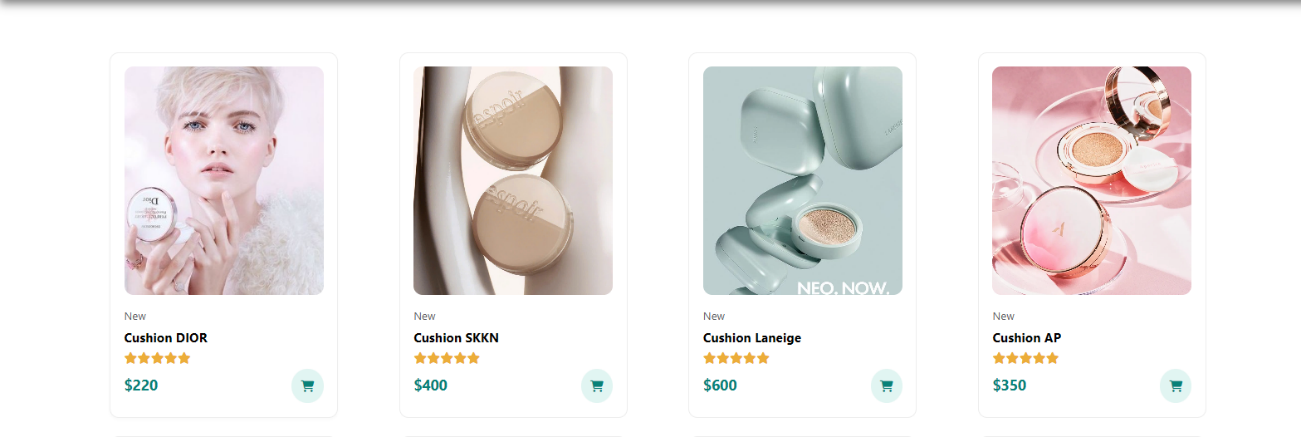 Dior
espoir
espoir
NEO. NOW.
A
New
Cushion DIOR
$220
New
Cushion SKKN
$400
New
Cushion Laneige
$600
New
Cushion AP
$350